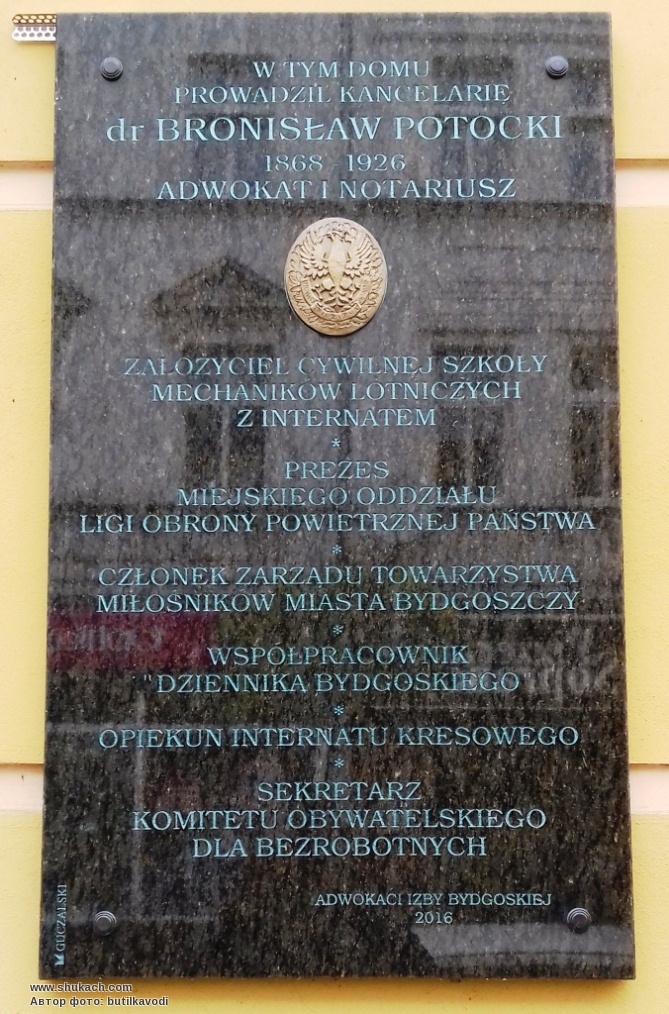 W TYM DOMU
PROWADZIŁ KANCELARIĘ
dr BRONISŁAW POTOCKI
1868 1926
ADWOKAT I NOTARIUSZ
ZAŁOŻYCIEL CYWILNEJ SZKOŁY
MECHANIKÓW LOTNICZYCH
Z INTERNATEM
*
PREZES
MIEJSKIEGO ODDZIAŁU
LIGI OBRONY POWIETRZNEJ PAŃSTWA
*
CZŁONEK ZARZĄDU TOWARZYSTWA
MIŁOŚNIKÓW MIASTA BYDGOSZCZY
*
WSPÓŁPRACOWNIK
"DZIENNIKA BYDGOSKIEGO"
*
OPIEKUN INTERNATU KRESOWEGO
*
SEKRETARZ
KOMITETU OBYWATELSKIEGO
DLA BEZROBOTNYCH
ADWOKACI IZBY BYDGOSKIEJ
2016
GUCZALSKI
www.shukach.com
Автор фото: butilkavodi